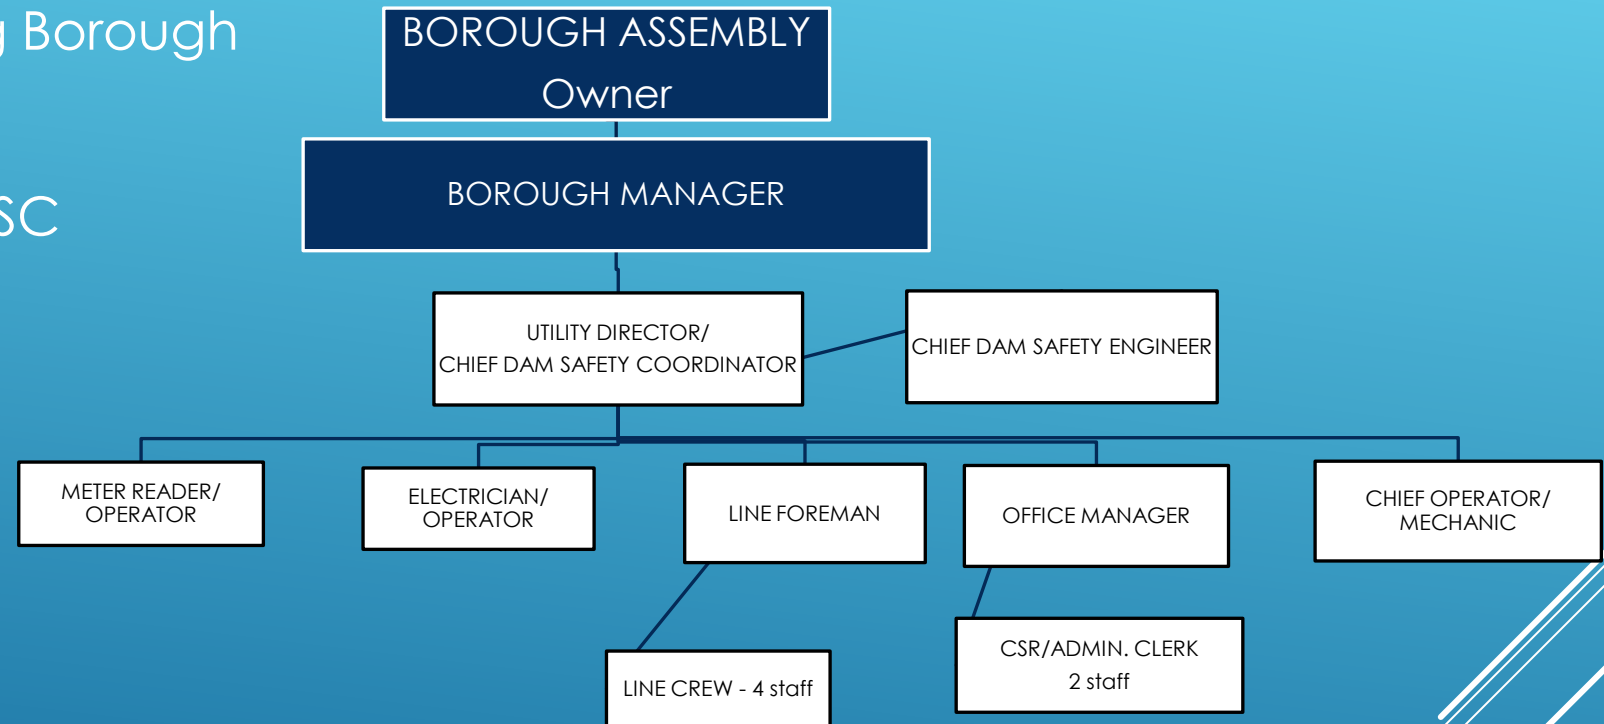 g Borough
SC
BOROUGH ASSEMBLY
Owner
BOROUGH MANAGER
UTILITY DIRECTOR/
CHIEF DAM SAFETY COORDINATOR
CHIEF DAM SAFETY ENGINEER
METER READER/
OPERATOR
ELECTRICIAN/
OPERATOR
LINE FOREMAN
OFFICE MANAGER
CHIEF OPERATOR/
MECHANIC
LINE CREW - 4 staff
CSR/ADMIN. CLERK
2 staff